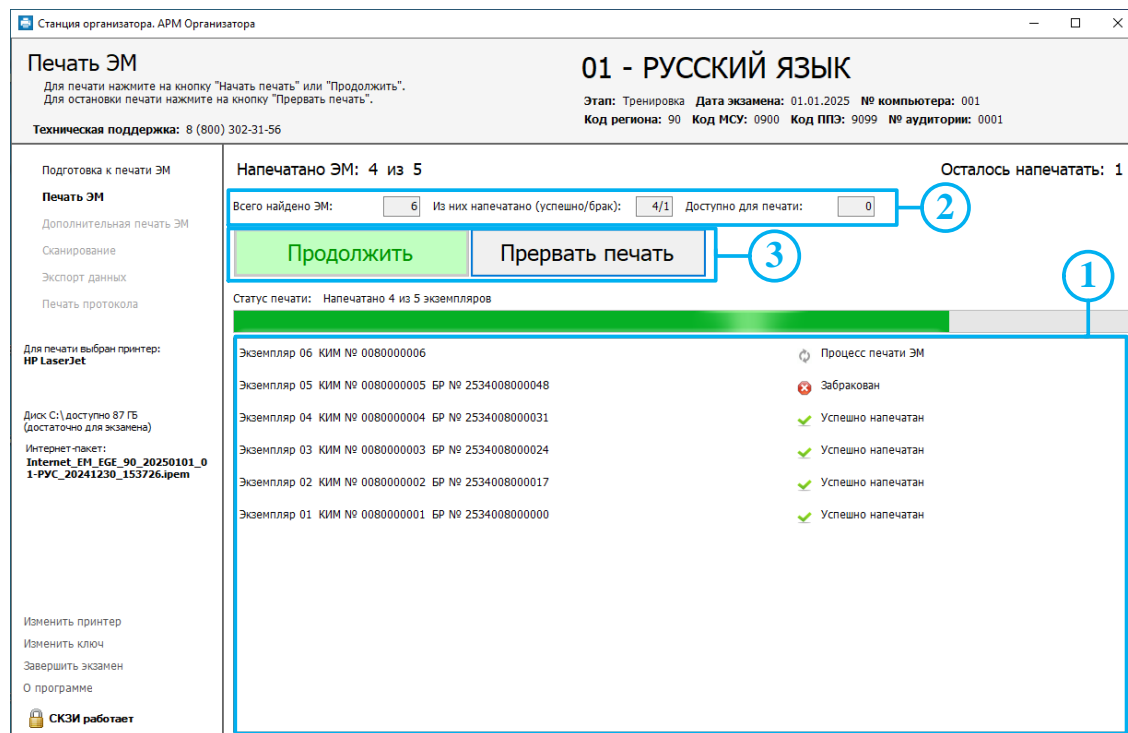 Станция организатора. АРМ Организатора
Печать ЭМ
Для печати нажмите на кнопку "Начать печать" или "Продолжить".
Для остановки печати нажмите на кнопку "Прервать печать".
Техническая поддержка: 8 (800) 302-31-56
01 - РУССКИЙ ЯЗЫК
Этап: Тренировка Дата экзамена: 01.01.2025 № компьютера: 001
Код региона: 90 Код МСУ: 0900 Код ППЭ: 9099 № аудитории: 0001
Подготовка к печати ЭМ
Печать ЭМ
Дополнительная печать ЭМ
Сканирование
Экспорт данных
Печать протокола
Для печати выбран принтер:
HP LaserJet
Диск C:\ доступно 87 ГБ
(достаточно для экзамена)
Интернет-пакет:
Internet_EM_EGE_90_20250101_0
1-РУС_20241230_153726.ipem
Изменить принтер
Изменить ключ
Завершить экзамен
О программе
СКЗИ работает
Напечатано ЭМ: 4 из 5
Осталось напечатать: 1
Всего найдено ЭМ: 6 Из них напечатано (успешно/брак): 4/1 Доступно для печати: 0
2
Продолжить
Прервать печать
3
1
Статус печати: Напечатано 4 из 5 экземпляров
Экземпляр 06 КИМ № 0080000006 Процесс печати ЭМ
Экземпляр 05 КИМ № 0080000005 БР № 2534008000048 Забракован
Экземпляр 04 КИМ № 0080000004 БР № 2534008000031 Успешно напечатан
Экземпляр 03 КИМ № 0080000003 БР № 2534008000024 Успешно напечатан
Экземпляр 02 КИМ № 0080000002 БР № 2534008000017 Успешно напечатан
Экземпляр 01 КИМ № 0080000001 БР № 2534008000000 Успешно напечатан